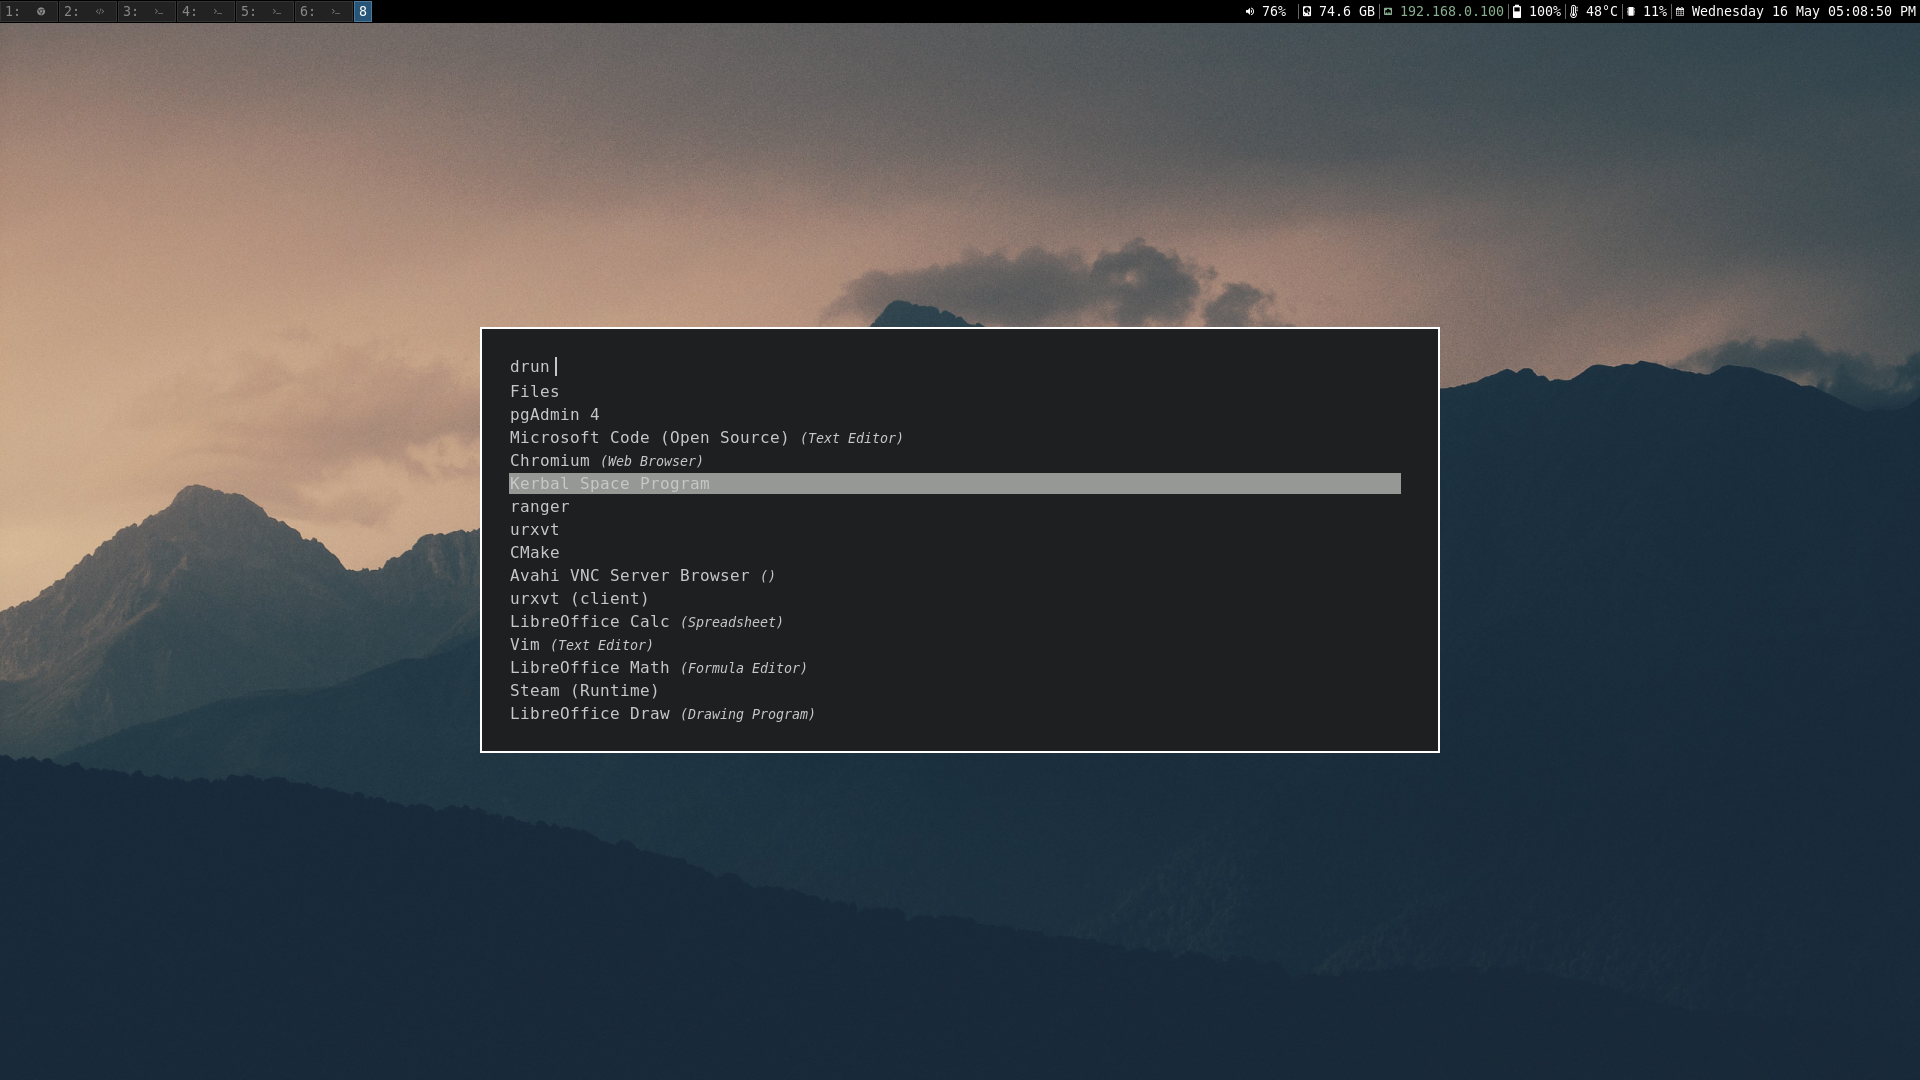 1: 2: 3: 4: 5: 6: 8 76% 74.6 GB 192.168.0.100 100% 48°C 11% Wednesday 16 May 05:08:50 PM
drun
Files
pgAdmin 4
Microsoft Code (Open Source) (Text Editor)
Chromium (Web Browser)
Kerbal Space Program
ranger
urxvt
CMake
Avahi VNC Server Browser ()
urxvt (client)
LibreOffice Calc (Spreadsheet)
Vim (Text Editor)
LibreOffice Math (Formula Editor)
Steam (Runtime)
LibreOffice Draw (Drawing Program)